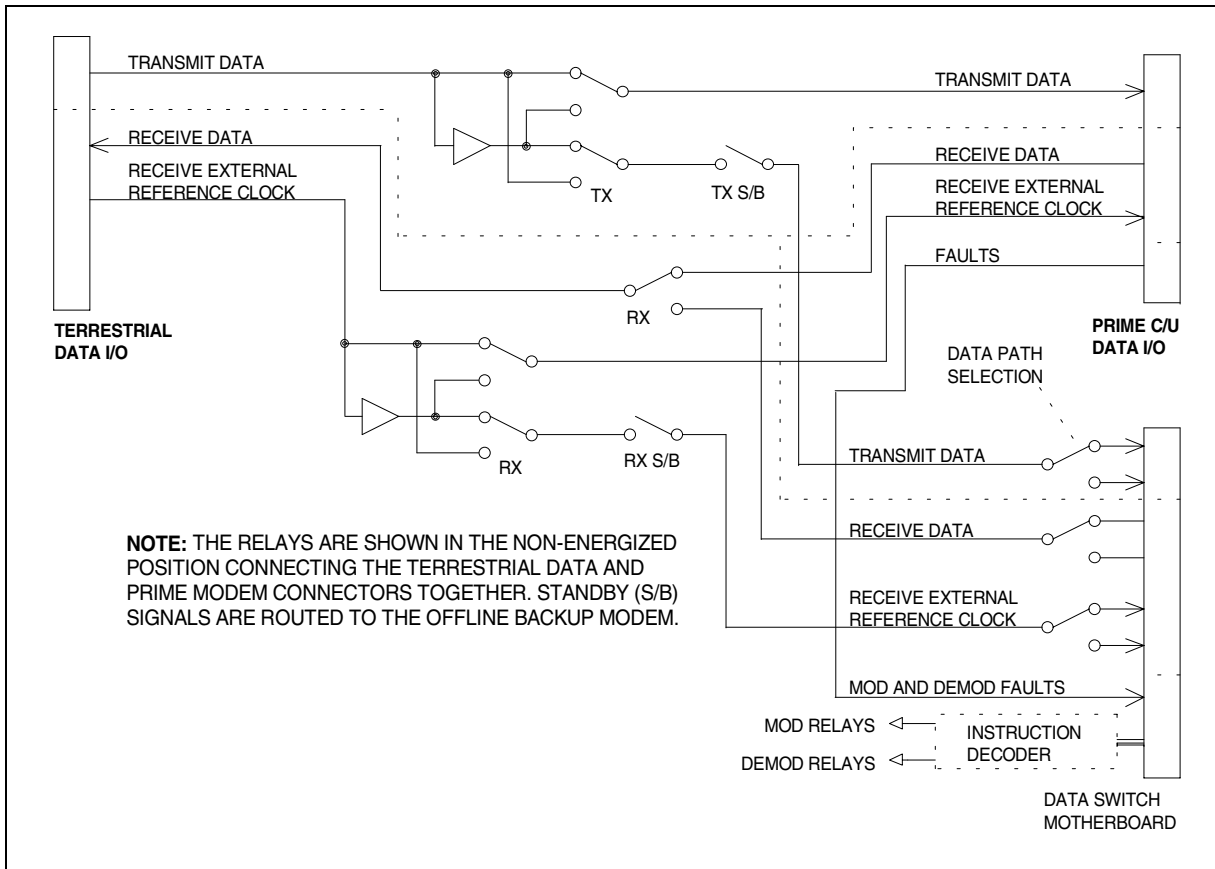 TRANSMIT DATA
RECEIVE DATA
RECEIVE EXTERNAL
REFERENCE CLOCK
TERRESTRIAL
DATA I/O
TX
TX S/B
RX
RX
RX S/B
TRANSMIT DATA
RECEIVE DATA
RECEIVE EXTERNAL
REFERENCE CLOCK
FAULTS
PRIME C/U
DATA I/O
DATA PATH
SELECTION
TRANSMIT DATA
RECEIVE DATA
RECEIVE EXTERNAL
REFERENCE CLOCK
MOD AND DEMOD FAULTS
MOD RELAYS
DEMOD RELAYS
INSTRUCTION
DECODER
DATA SWITCH
MOTHERBOARD
NOTE: THE RELAYS ARE SHOWN IN THE NON-ENERGIZED
POSITION CONNECTING THE TERRESTRIAL DATA AND
PRIME MODEM CONNECTORS TOGETHER. STANDBY (S/B)
SIGNALS ARE ROUTED TO THE OFFLINE BACKUP MODEM.